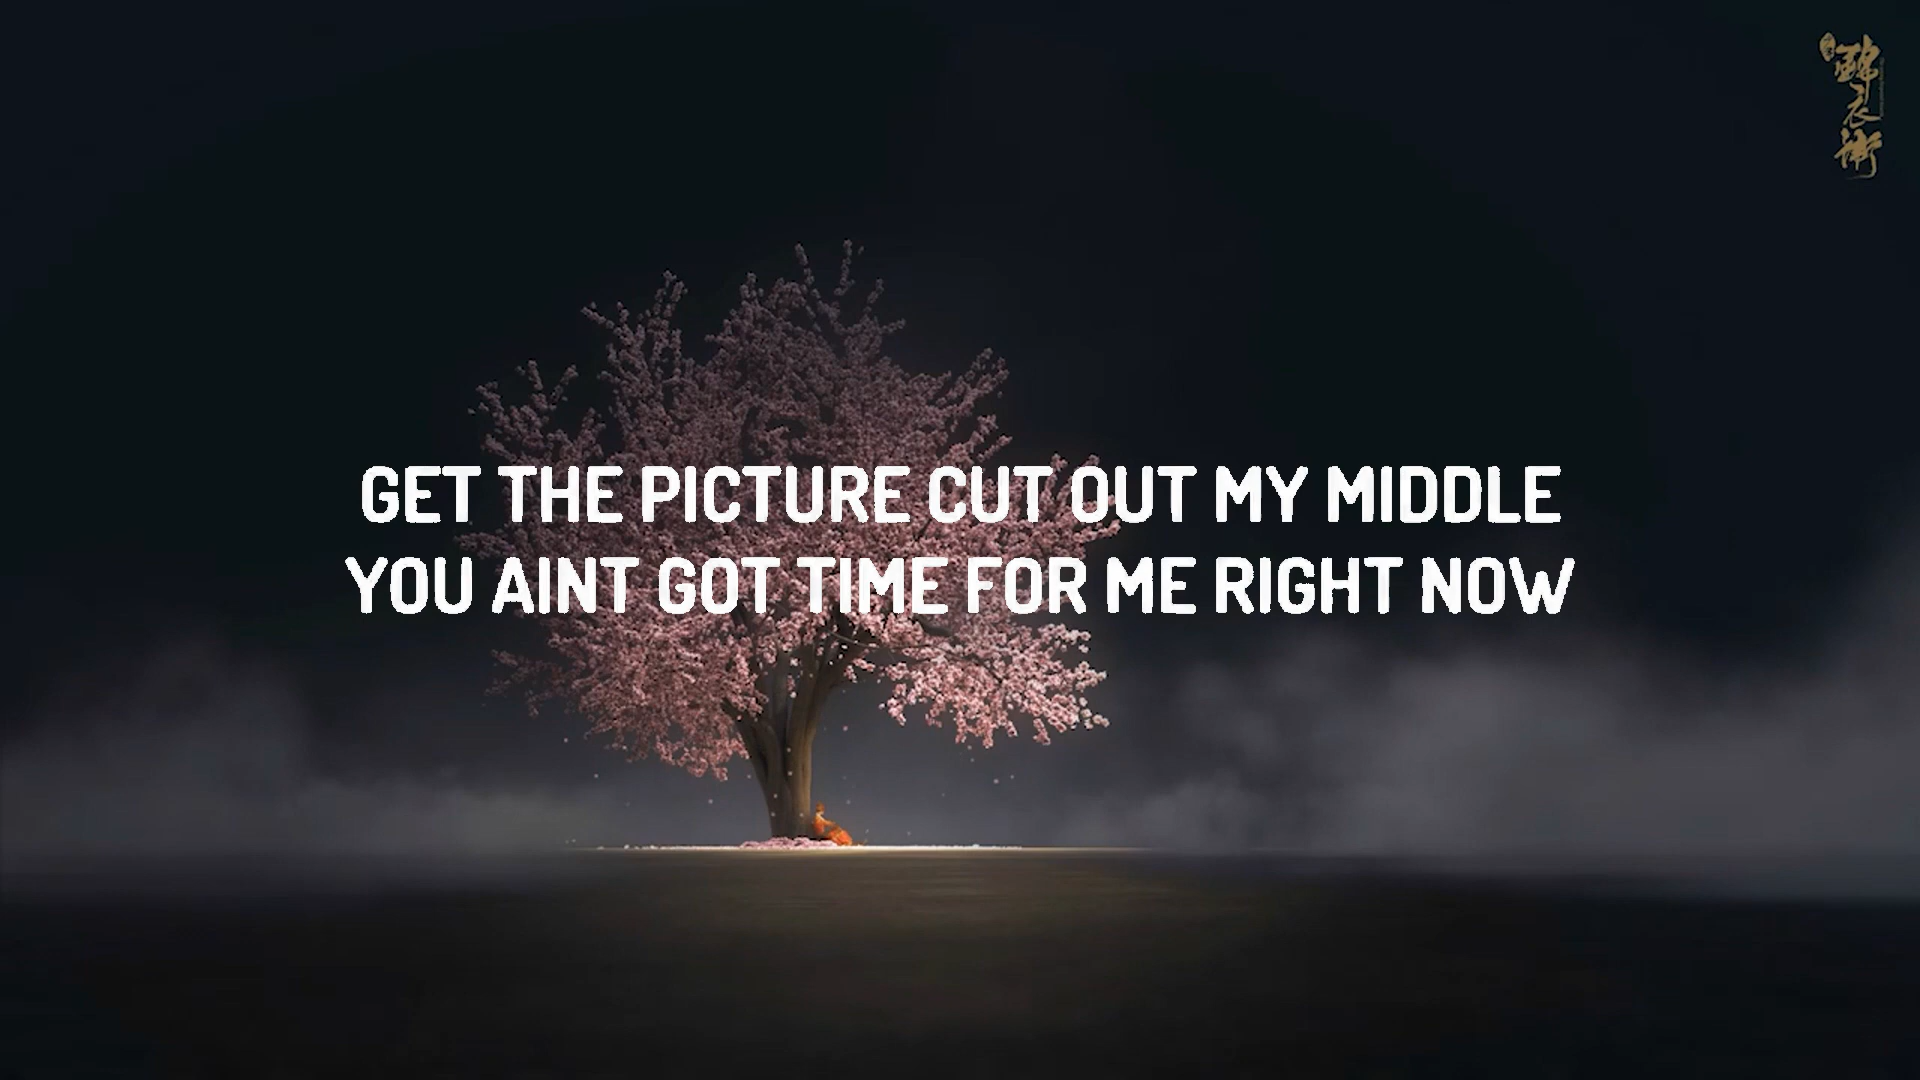 GET THE PICTURE CUT OUT MY MIDDLE
YOU AINT GOT TIME FOR ME RIGHT NOW
錦衣衛